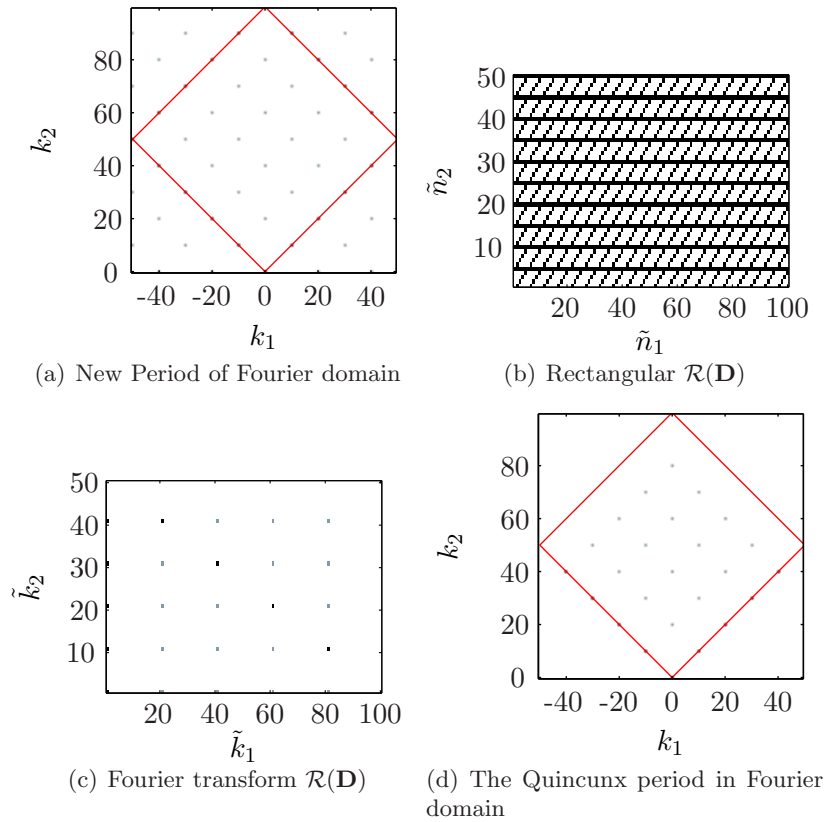 80
60
40
20
0
k₂
-40 -20 0 20 40
k₁
(a) New Period of Fourier domain
50
40
30
20
10
ñ₂
20 40 60 80 100
ñ₁
(b) Rectangular ℛ(𝐃)
50
40
30
20
10
k̃₂
20 40 60 80 100
k̃₁
(c) Fourier transform ℛ(𝐃)
80
60
40
20
0
k₂
-40 -20 0 20 40
k₁
(d) The Quincunx period in Fourier
domain